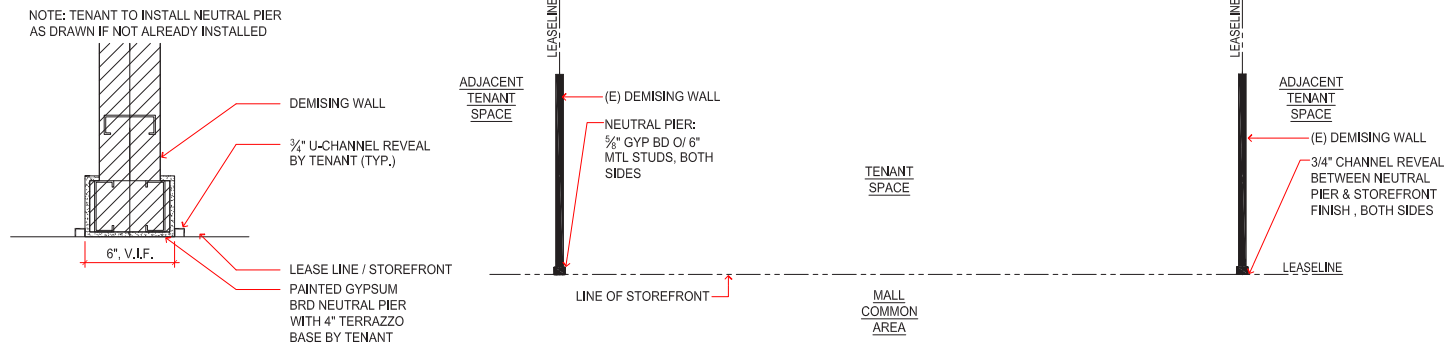 NOTE: TENANT TO INSTALL NEUTRAL PIER
AS DRAWN IF NOT ALREADY INSTALLED
DEMISING WALL
¾" U-CHANNEL REVEAL
BY TENANT (TYP.)
6", V.I.F.
LEASE LINE / STOREFRONT
PAINTED GYPSUM
BRD NEUTRAL PIER
WITH 4" TERRAZZO
BASE BY TENANT
LEASELINE
ADJACENT
TENANT
SPACE
(E) DEMISING WALL
NEUTRAL PIER:
⅝" GYP BD O/ 6"
MTL STUDS, BOTH
SIDES
TENANT
SPACE
LINE OF STOREFRONT
MALL
COMMON
AREA
LEASELINE
ADJACENT
TENANT
SPACE
(E) DEMISING WALL
3/4" CHANNEL REVEAL
BETWEEN NEUTRAL
PIER & STOREFRONT
FINISH , BOTH SIDES
LEASELINE